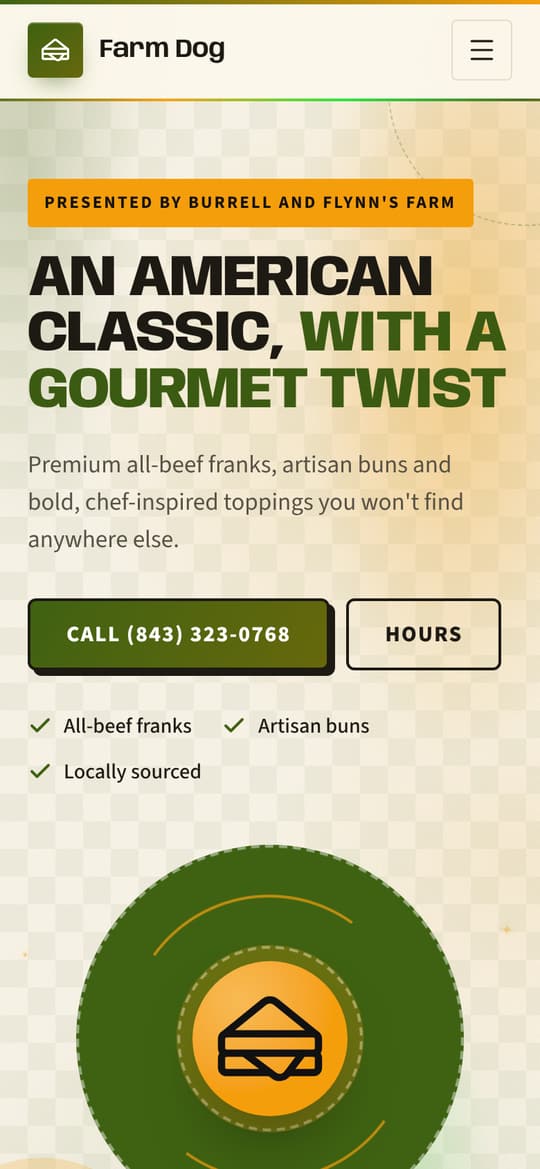 Farm Dog
PRESENTED BY BURRELL AND FLYNN'S FARM
AN AMERICAN
CLASSIC, WITH A
GOURMET TWIST
Premium all-beef franks, artisan buns and
bold, chef-inspired toppings you won't find
anywhere else.
CALL (843) 323-0768
HOURS
All-beef franks
Artisan buns
Locally sourced